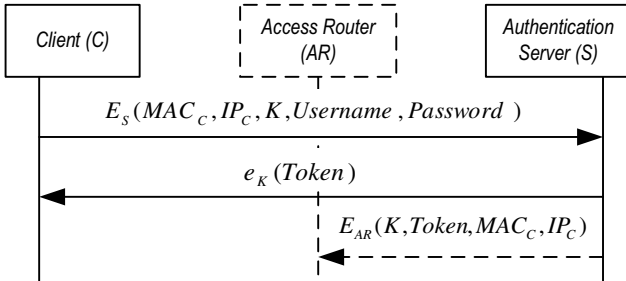 Client (C)
Access Router
(AR)
Authentication
Server (S)
E_S(MAC_C, IP_C, K, Username, Password)
e_K(Token)
E_AR(K, Token, MAC_C, IP_C)